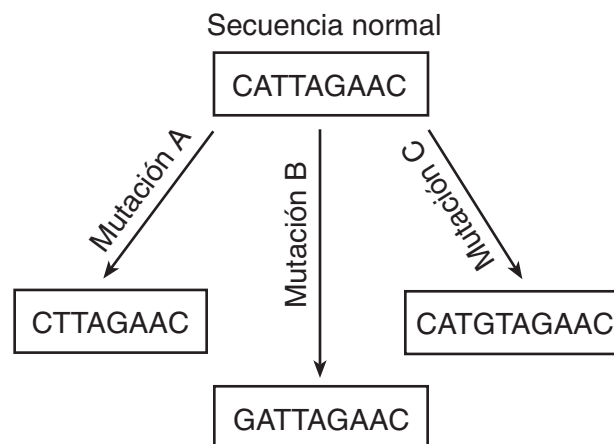 Secuencia normal
CATTAGAAC
Mutación A
Mutación B
Mutación C
CTTAGAAC
CATGTAGAAC
GATTAGAAC